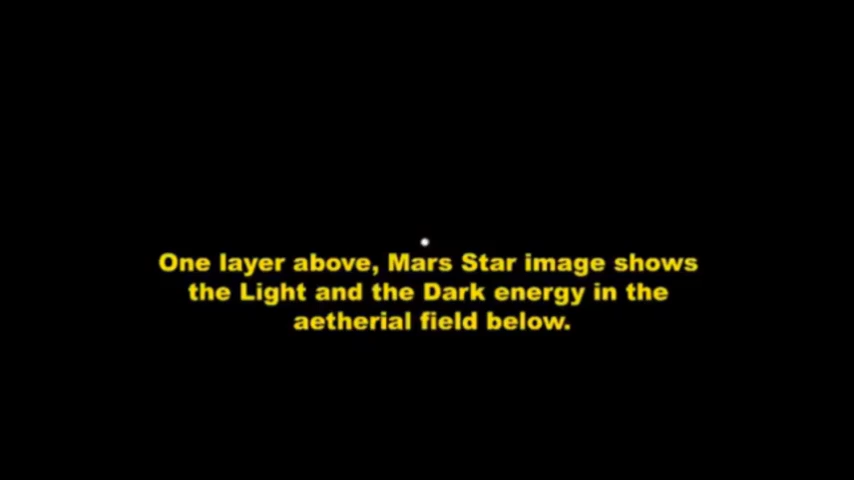 One layer above, Mars Star image shows
the Light and the Dark energy in the
aetherial field below.